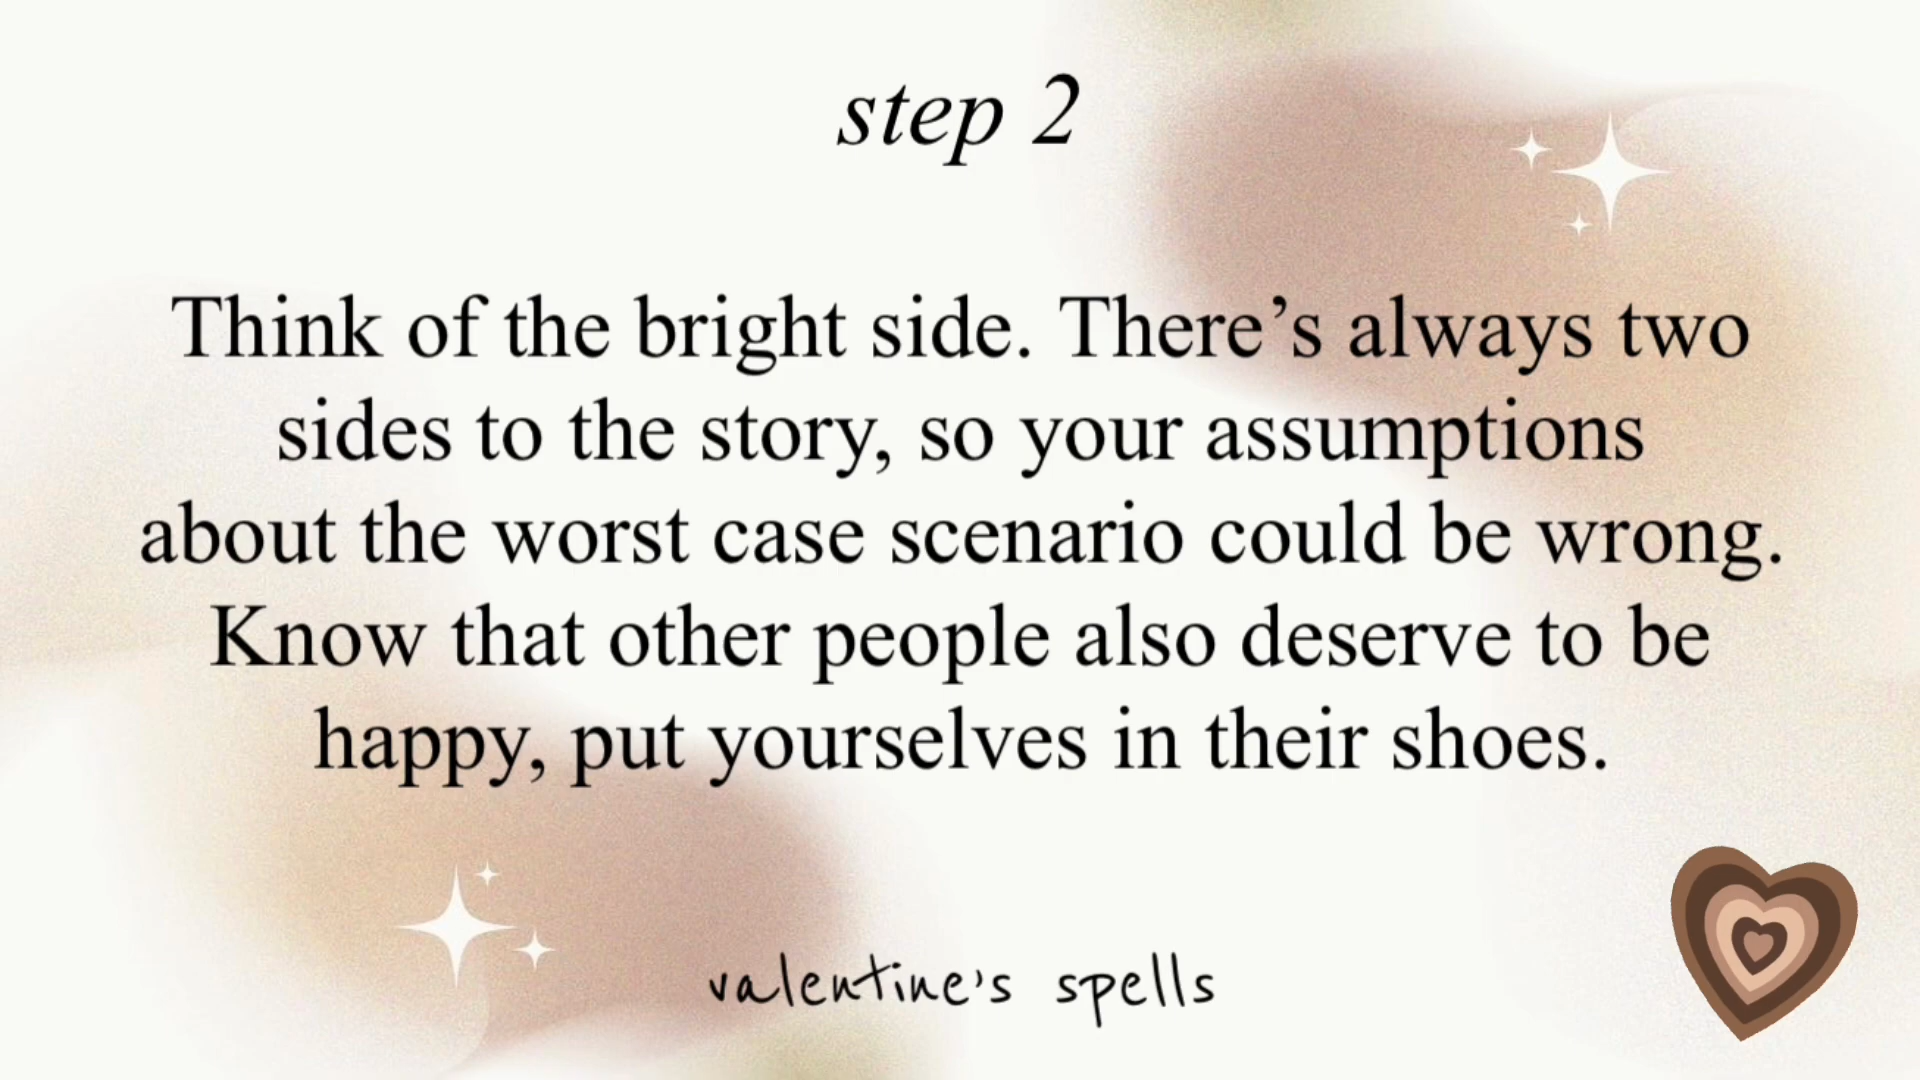 step 2
Think of the bright side. There’s always two
sides to the story, so your assumptions
about the worst case scenario could be wrong.
Know that other people also deserve to be
happy, put yourselves in their shoes.
valentine's spells